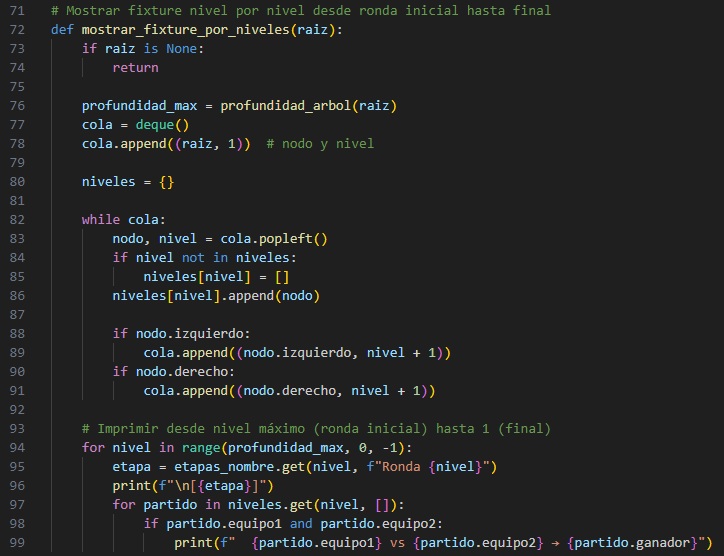 71 # Mostrar fixture nivel por nivel desde ronda inicial hasta final
72 def mostrar_fixture_por_niveles(raiz):
73     if raiz is None:
74         return
75
76     profundidad_max = profundidad_arbol(raiz)
77     cola = deque()
78     cola.append((raiz, 1))  # nodo y nivel
79
80     niveles = {}
81
82     while cola:
83         nodo, nivel = cola.popleft()
84         if nivel not in niveles:
85             niveles[nivel] = []
86         niveles[nivel].append(nodo)
87
88         if nodo.izquierdo:
89             cola.append((nodo.izquierdo, nivel + 1))
90         if nodo.derecho:
91             cola.append((nodo.derecho, nivel + 1))
92
93     # Imprimir desde nivel máximo (ronda inicial) hasta 1 (final)
94     for nivel in range(profundidad_max, 0, -1):
95         etapa = etapas_nombre.get(nivel, f"Ronda {nivel}")
96         print(f"\n[{etapa}]")
97         for partido in niveles.get(nivel, []):
98             if partido.equipo1 and partido.equipo2:
99                 print(f"  {partido.equipo1} vs {partido.equipo2} → {partido.ganador}")